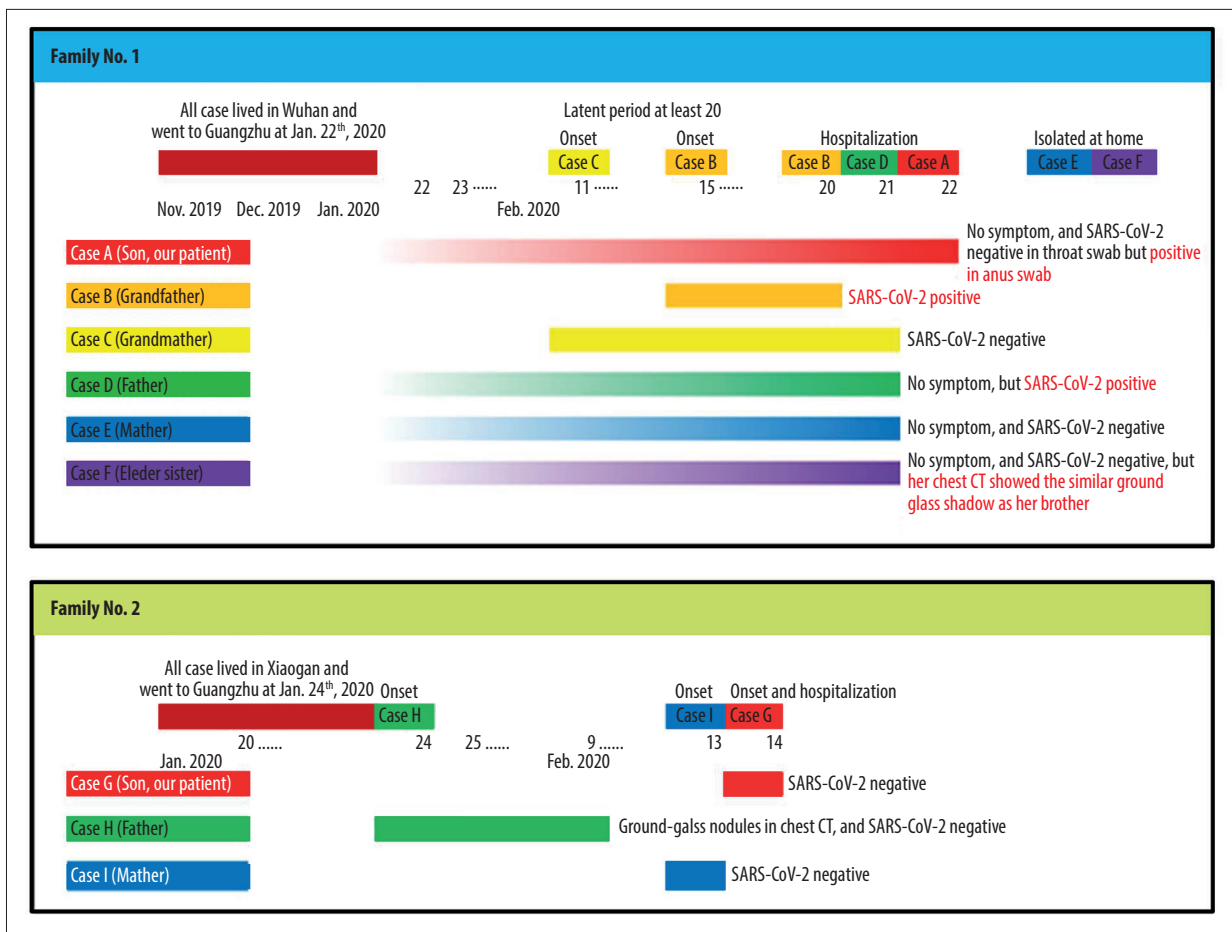 Family No. 1
All case lived in Wuhan and
went to Guangzhu at Jan. 22th, 2020
Latent period at least 20
Onset
Onset
Hospitalization
Isolated at home
Case C
Case B
Case B
Case D
Case A
Case E
Case F
22
23 ......
11 ......
15 ......
20
21
22
Nov. 2019
Dec. 2019
Jan. 2020
Feb. 2020
Case A (Son, our patient)
No symptom, and SARS-CoV-2
negative in throat swab but positive
in anus swab
Case B (Grandfather)
SARS-CoV-2 positive
Case C (Grandmather)
SARS-CoV-2 negative
Case D (Father)
No symptom, but SARS-CoV-2 positive
Case E (Mather)
No symptom, and SARS-CoV-2 negative
Case F (Eleder sister)
No symptom, and SARS-CoV-2 negative, but
her chest CT showed the similar ground
glass shadow as her brother
Family No. 2
All case lived in Xiaogan and
went to Guangzhu at Jan. 24th, 2020
Onset
Onset
Onset and hospitalization
Case H
Case I
Case G
20 ......
24
25 ......
9 ......
13
14
Jan. 2020
Feb. 2020
Case G (Son, our patient)
SARS-CoV-2 negative
Case H (Father)
Ground-galss nodules in chest CT, and SARS-CoV-2 negative
Case I (Mather)
SARS-CoV-2 negative